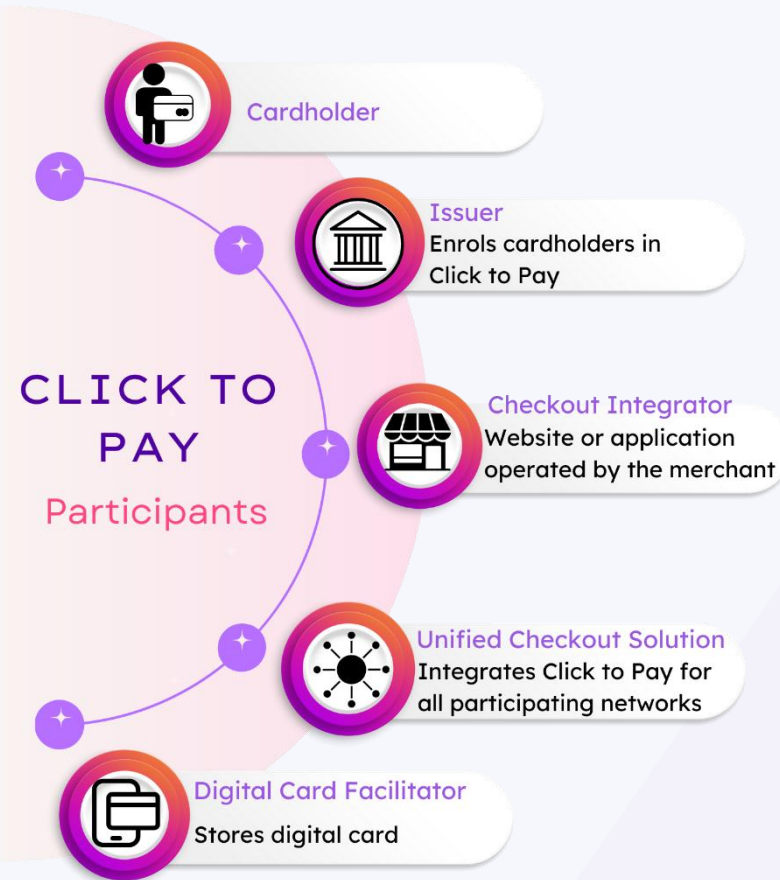 Cardholder
Issuer
Enrols cardholders in
Click to Pay
CLICK TO
PAY
Participants
Checkout Integrator
Website or application
operated by the merchant
Unified Checkout Solution
Integrates Click to Pay for
all participating networks
Digital Card Facilitator
Stores digital card